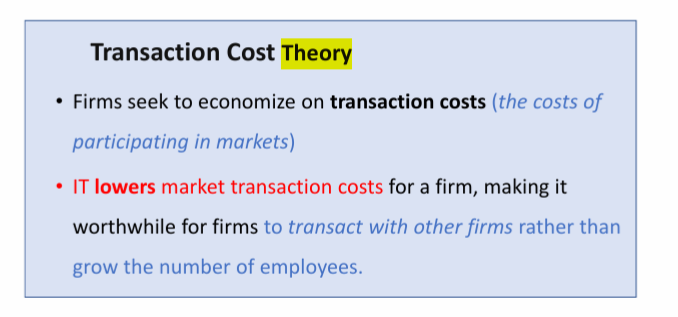 Transaction Cost Theory
• Firms seek to economize on transaction costs (the costs of
participating in markets)
• IT lowers market transaction costs for a firm, making it
worthwhile for firms to transact with other firms rather than
grow the number of employees.